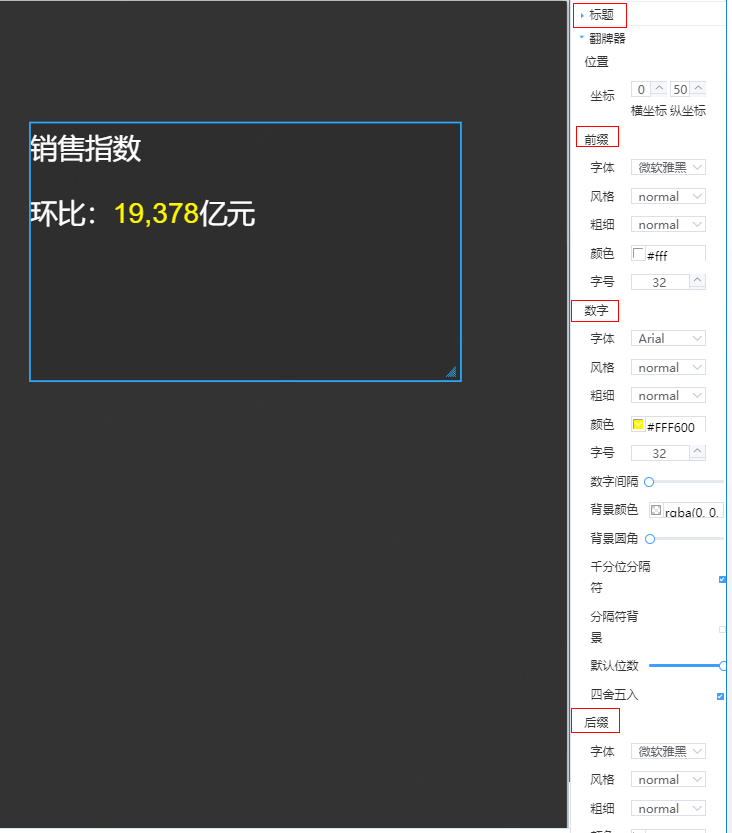 销售指数
环比：19,378亿元
标题
翻牌器
位置
坐标 0 50
横坐标 纵坐标
前缀
字体 微软雅黑
风格 normal
粗细 normal
颜色 #fff
字号 32
数字
字体 Arial
风格 normal
粗细 normal
颜色 #FFF600
字号 32
数字间隔
背景颜色 rgba(0, 0,
背景圆角
千分位分隔
符
分隔符背
景
默认位数
四舍五入
后缀
字体 微软雅黑
风格 normal
粗细 normal